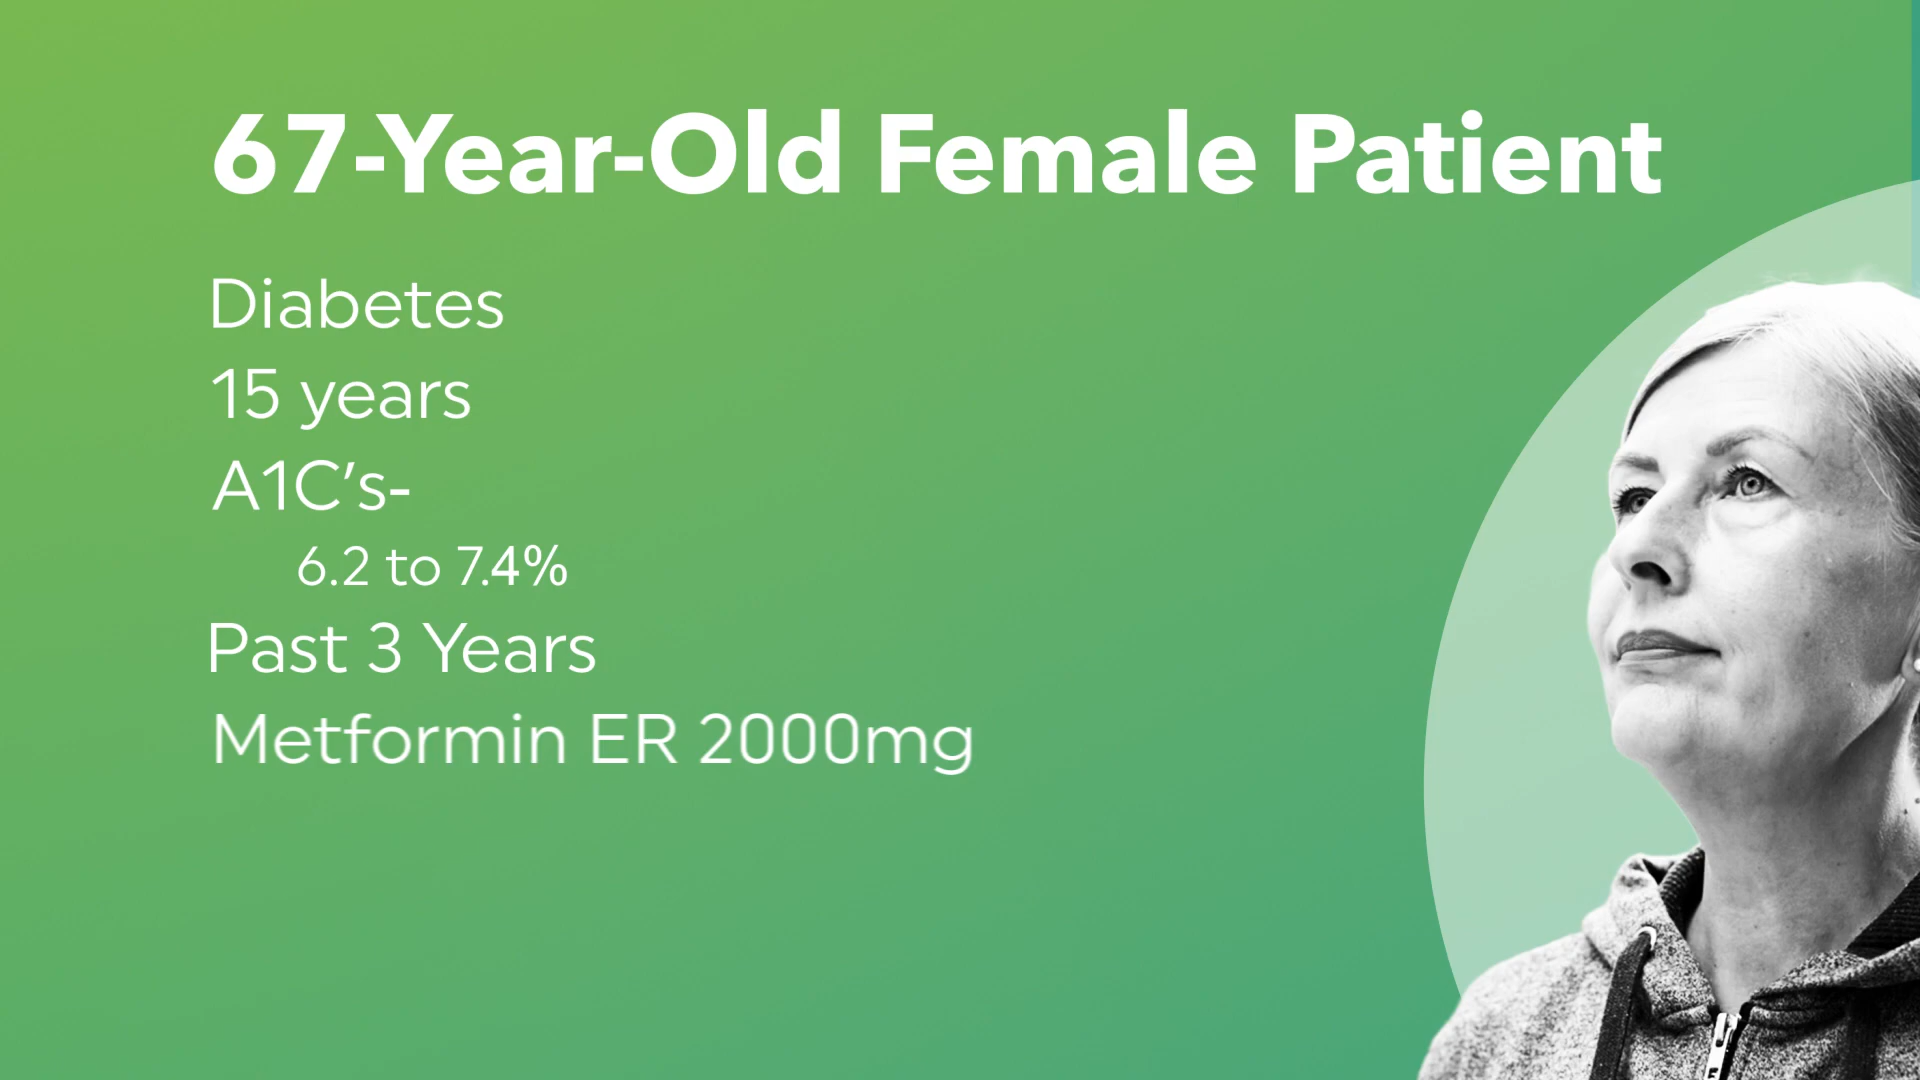 67-Year-Old Female Patient
Diabetes
15 years
A1C’s-
6.2 to 7.4%
Past 3 Years
Metformin ER 2000mg